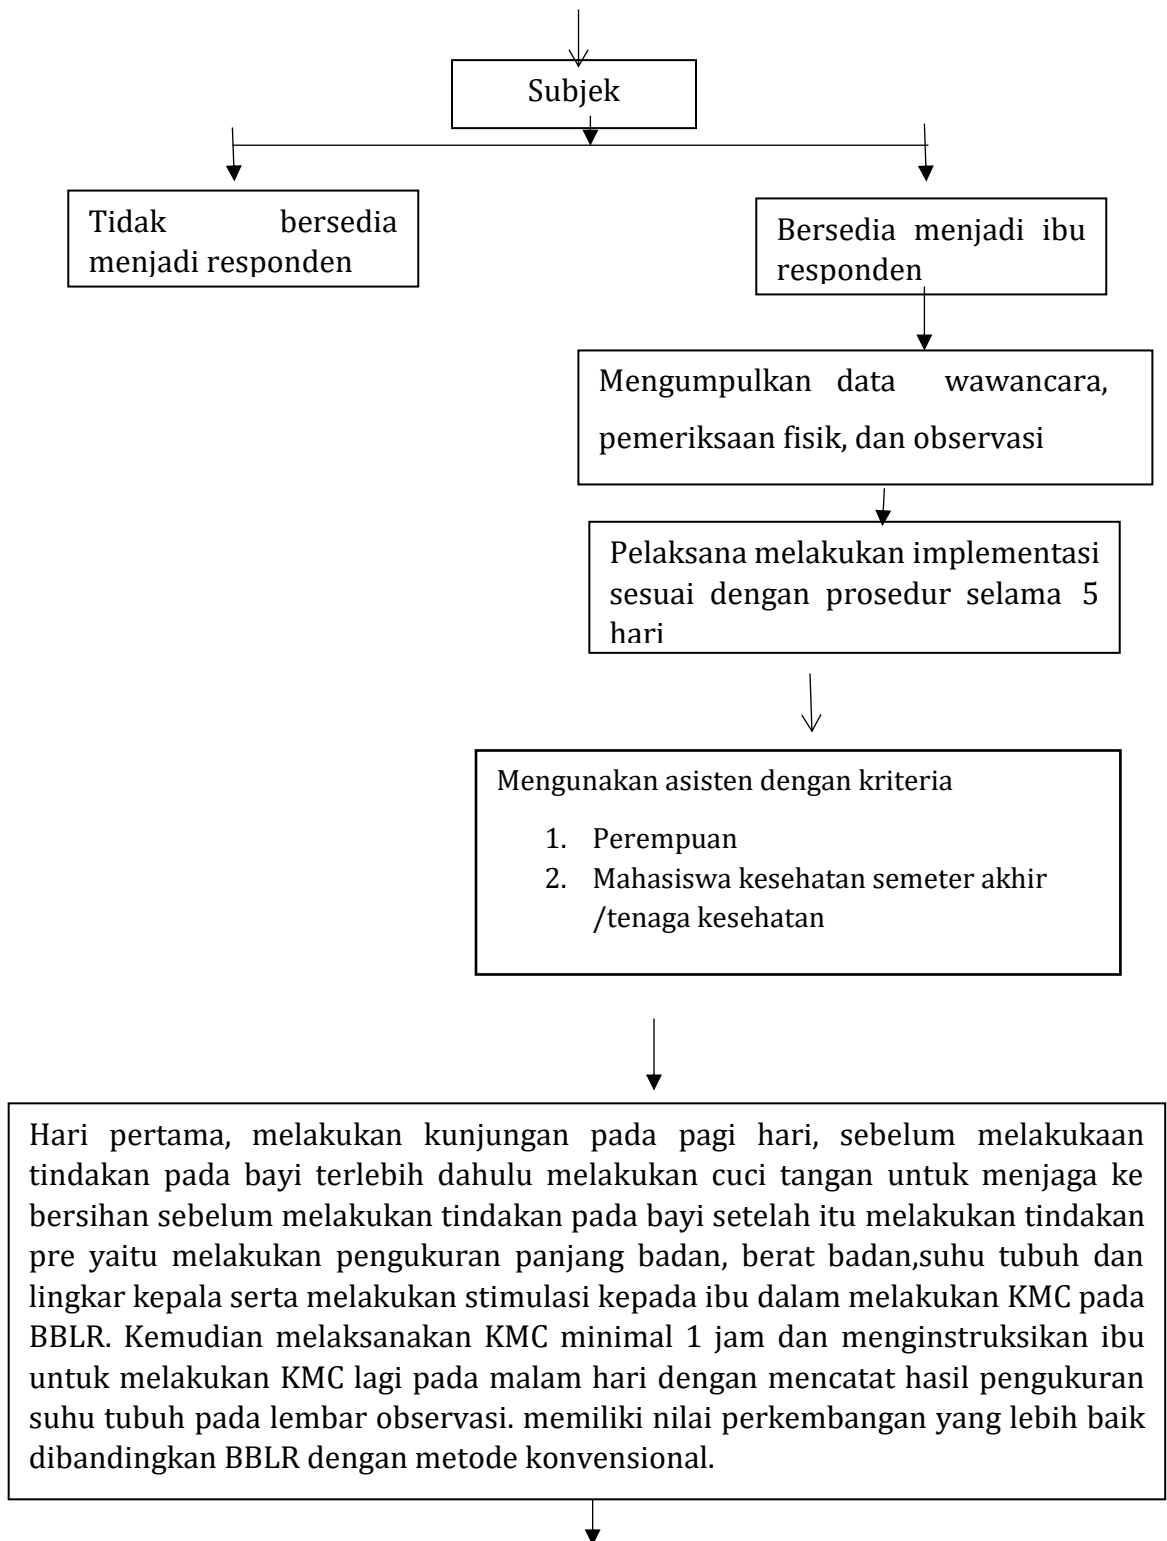 Subjek
Tidak bersedia
menjadi responden
Bersedia menjadi ibu
responden
Mengumpulkan data wawancara,
pemeriksaan fisik, dan observasi
Pelaksana melakukan implementasi
sesuai dengan prosedur selama 5
hari
Mengunakan asisten dengan kriteria
1. Perempuan
2. Mahasiswa kesehatan semeter akhir
/tenaga kesehatan
Hari pertama, melakukan kunjungan pada pagi hari, sebelum melakukaan
tindakan pada bayi terlebih dahulu melakukan cuci tangan untuk menjaga ke
bersihan sebelum melakukan tindakan pada bayi setelah itu melakukan tindakan
pre yaitu melakukan pengukuran panjang badan, berat badan,suhu tubuh dan
lingkar kepala serta melakukan stimulasi kepada ibu dalam melakukan KMC pada
BBLR. Kemudian melaksanakan KMC minimal 1 jam dan menginstruksikan ibu
untuk melakukan KMC lagi pada malam hari dengan mencatat hasil pengukuran
suhu tubuh pada lembar observasi. memiliki nilai perkembangan yang lebih baik
dibandingkan BBLR dengan metode konvensional.